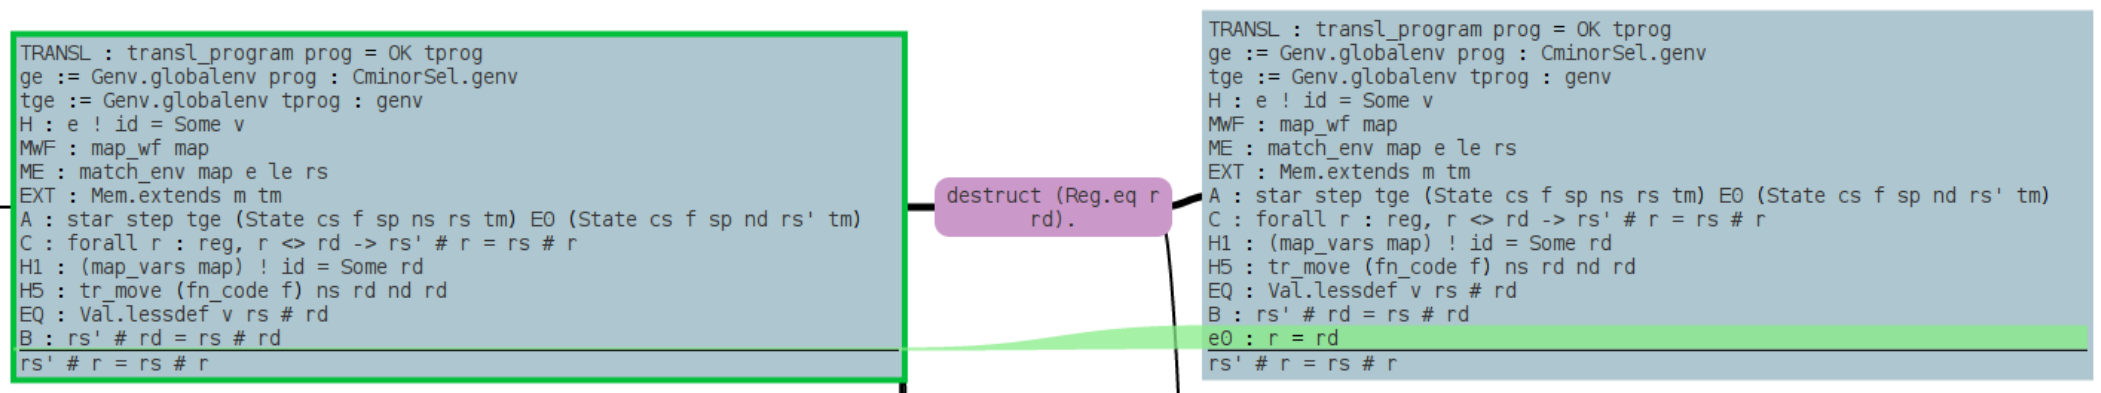 TRANSL : transl_program prog = OK tprog
ge := Genv.globalenv prog : CminorSel.genv
tge := Genv.globalenv tprog : genv
H : e ! id = Some v
MWF : map_wf map
ME : match_env map e le rs
EXT : Mem.extends m tm
A : star step tge (State cs f sp ns rs tm) E0 (State cs f sp nd rs' tm)
C : forall r : reg, r <> rd -> rs' # r = rs # r
H1 : (map_vars map) ! id = Some rd
H5 : tr_move (fn_code f) ns rd nd rd
EQ : Val.lessdef v rs # rd
B : rs' # rd = rs # rd
rs' # r = rs # r
destruct (Reg.eq r
rd).
TRANSL : transl_program prog = OK tprog
ge := Genv.globalenv prog : CminorSel.genv
tge := Genv.globalenv tprog : genv
H : e ! id = Some v
MWF : map_wf map
ME : match_env map e le rs
EXT : Mem.extends m tm
A : star step tge (State cs f sp ns rs tm) E0 (State cs f sp nd rs' tm)
C : forall r : reg, r <> rd -> rs' # r = rs # r
H1 : (map_vars map) ! id = Some rd
H5 : tr_move (fn_code f) ns rd nd rd
EQ : Val.lessdef v rs # rd
B : rs' # rd = rs # rd
e0 : r = rd
rs' # r = rs # r